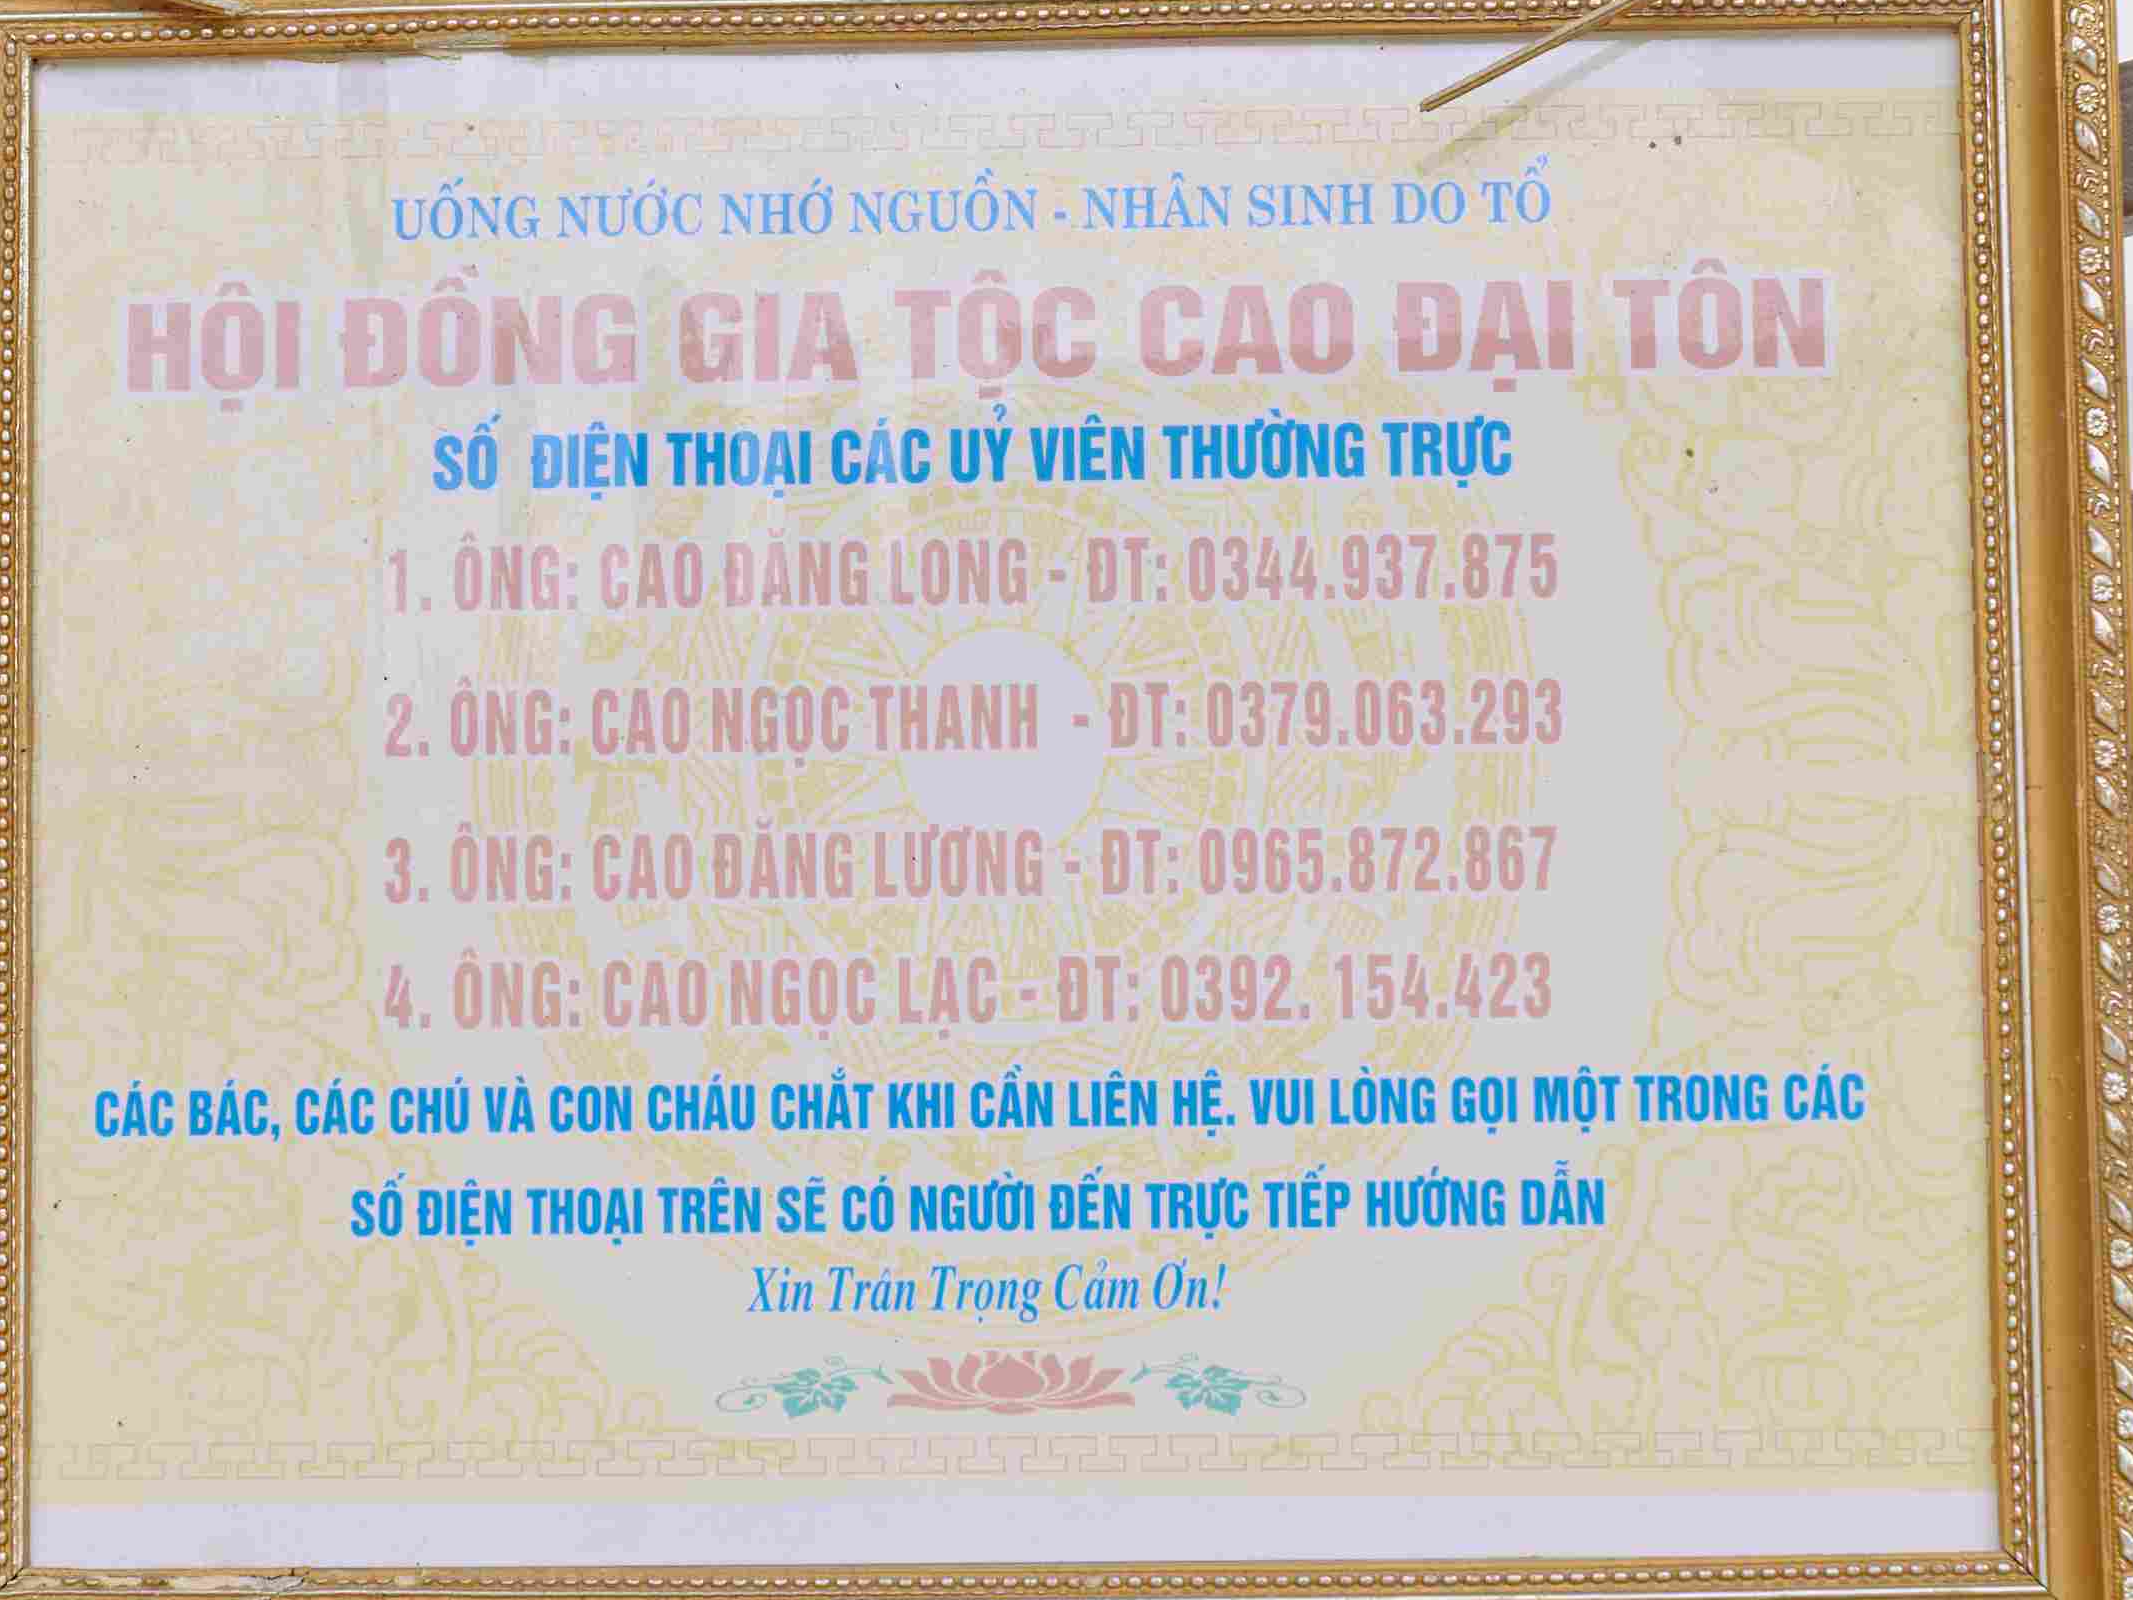 UỐNG NƯỚC NHỚ NGUỒN - NHÂN SINH DO TỔ
HỘI ĐỒNG GIA TỘC CAO ĐẠI TÔN
SỐ ĐIỆN THOẠI CÁC UỶ VIÊN THƯỜNG TRỰC
1. ÔNG: CAO ĐĂNG LONG - ĐT: 0344.937.875
2. ÔNG: CAO NGỌC THANH - ĐT: 0379.063.293
3. ÔNG: CAO ĐĂNG LƯƠNG - ĐT: 0965.872.867
4. ÔNG: CAO NGỌC LẠC - ĐT: 0392. 154.423
CÁC BÁC, CÁC CHÚ VÀ CON CHÁU CHẮT KHI CẦN LIÊN HỆ. VUI LÒNG GỌI MỘT TRONG CÁC
SỐ ĐIỆN THOẠI TRÊN SẼ CÓ NGƯỜI ĐẾN TRỰC TIẾP HƯỚNG DẪN
Xin Trân Trọng Cảm Ơn!